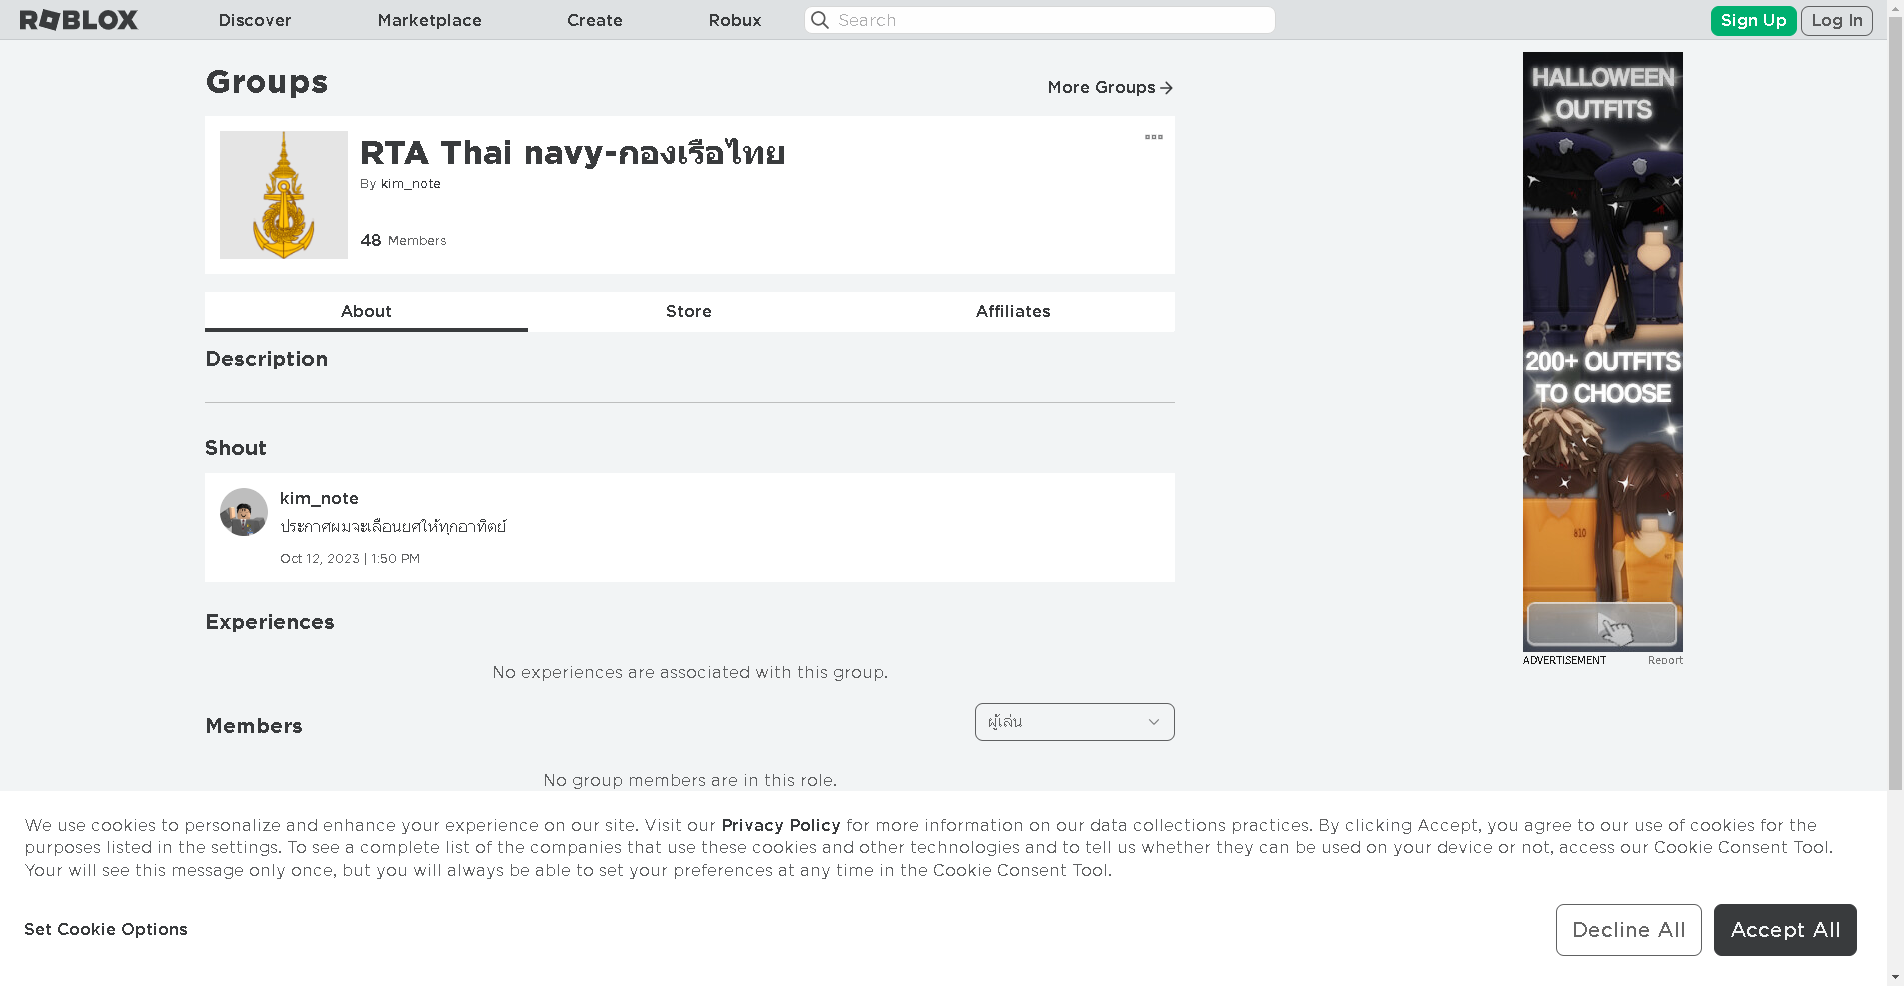 ROBLOX
Discover
Marketplace
Create
Robux
Search
Sign Up
Log In
Groups
More Groups
RTA Thai navy-กองเรือไทย
By kim_note
48 Members
About
Store
Affiliates
Description
Shout
kim_note
ประกาศผมจะเลือนยศให้ทุกอาทิตย์
Oct 12, 2023 | 1:50 PM
Experiences
No experiences are associated with this group.
Members
ผู้เล่น
No group members are in this role.
HALLOWEEN
OUTFITS
200+ OUTFITS
TO CHOOSE
810
ADVERTISEMENT
Report
We use cookies to personalize and enhance your experience on our site. Visit our Privacy Policy for more information on our data collections practices. By clicking Accept, you agree to our use of cookies for the
purposes listed in the settings. To see a complete list of the companies that use these cookies and other technologies and to tell us whether they can be used on your device or not, access our Cookie Consent Tool.
Your will see this message only once, but you will always be able to set your preferences at any time in the Cookie Consent Tool.
Set Cookie Options
Decline All
Accept All